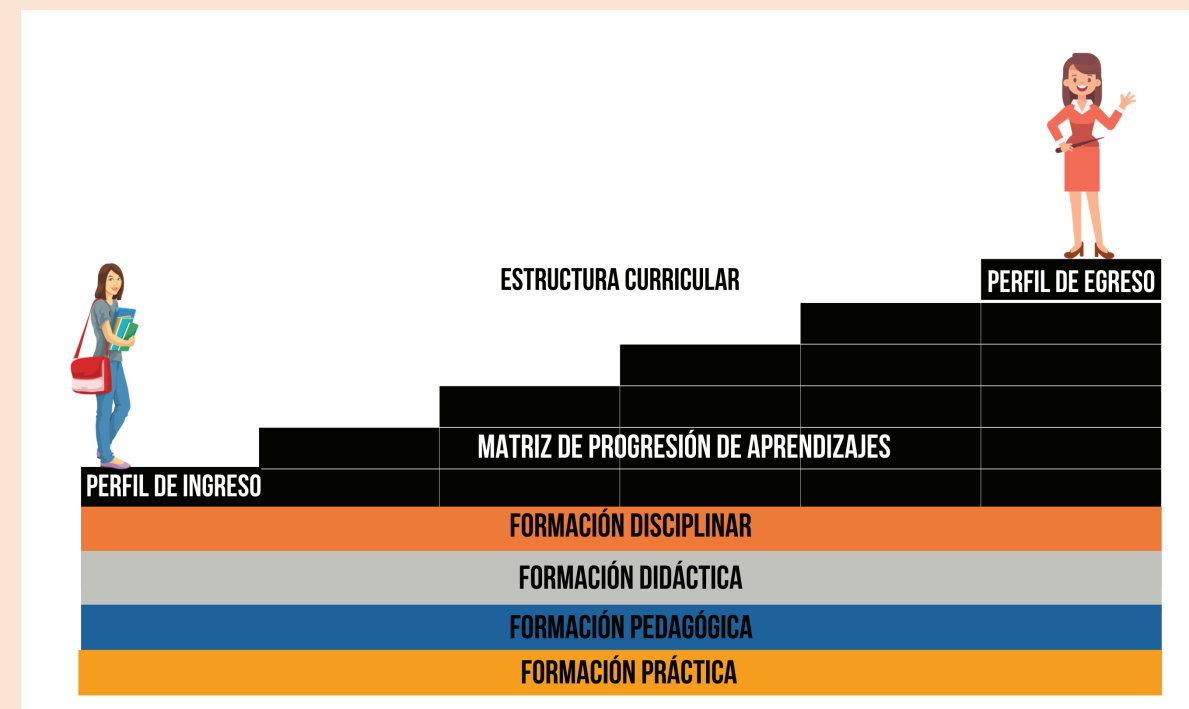 ESTRUCTURA CURRICULAR
PERFIL DE EGRESO
MATRIZ DE PROGRESIÓN DE APRENDIZAJES
PERFIL DE INGRESO
FORMACIÓN DISCIPLINAR
FORMACIÓN DIDÁCTICA
FORMACIÓN PEDAGÓGICA
FORMACIÓN PRÁCTICA